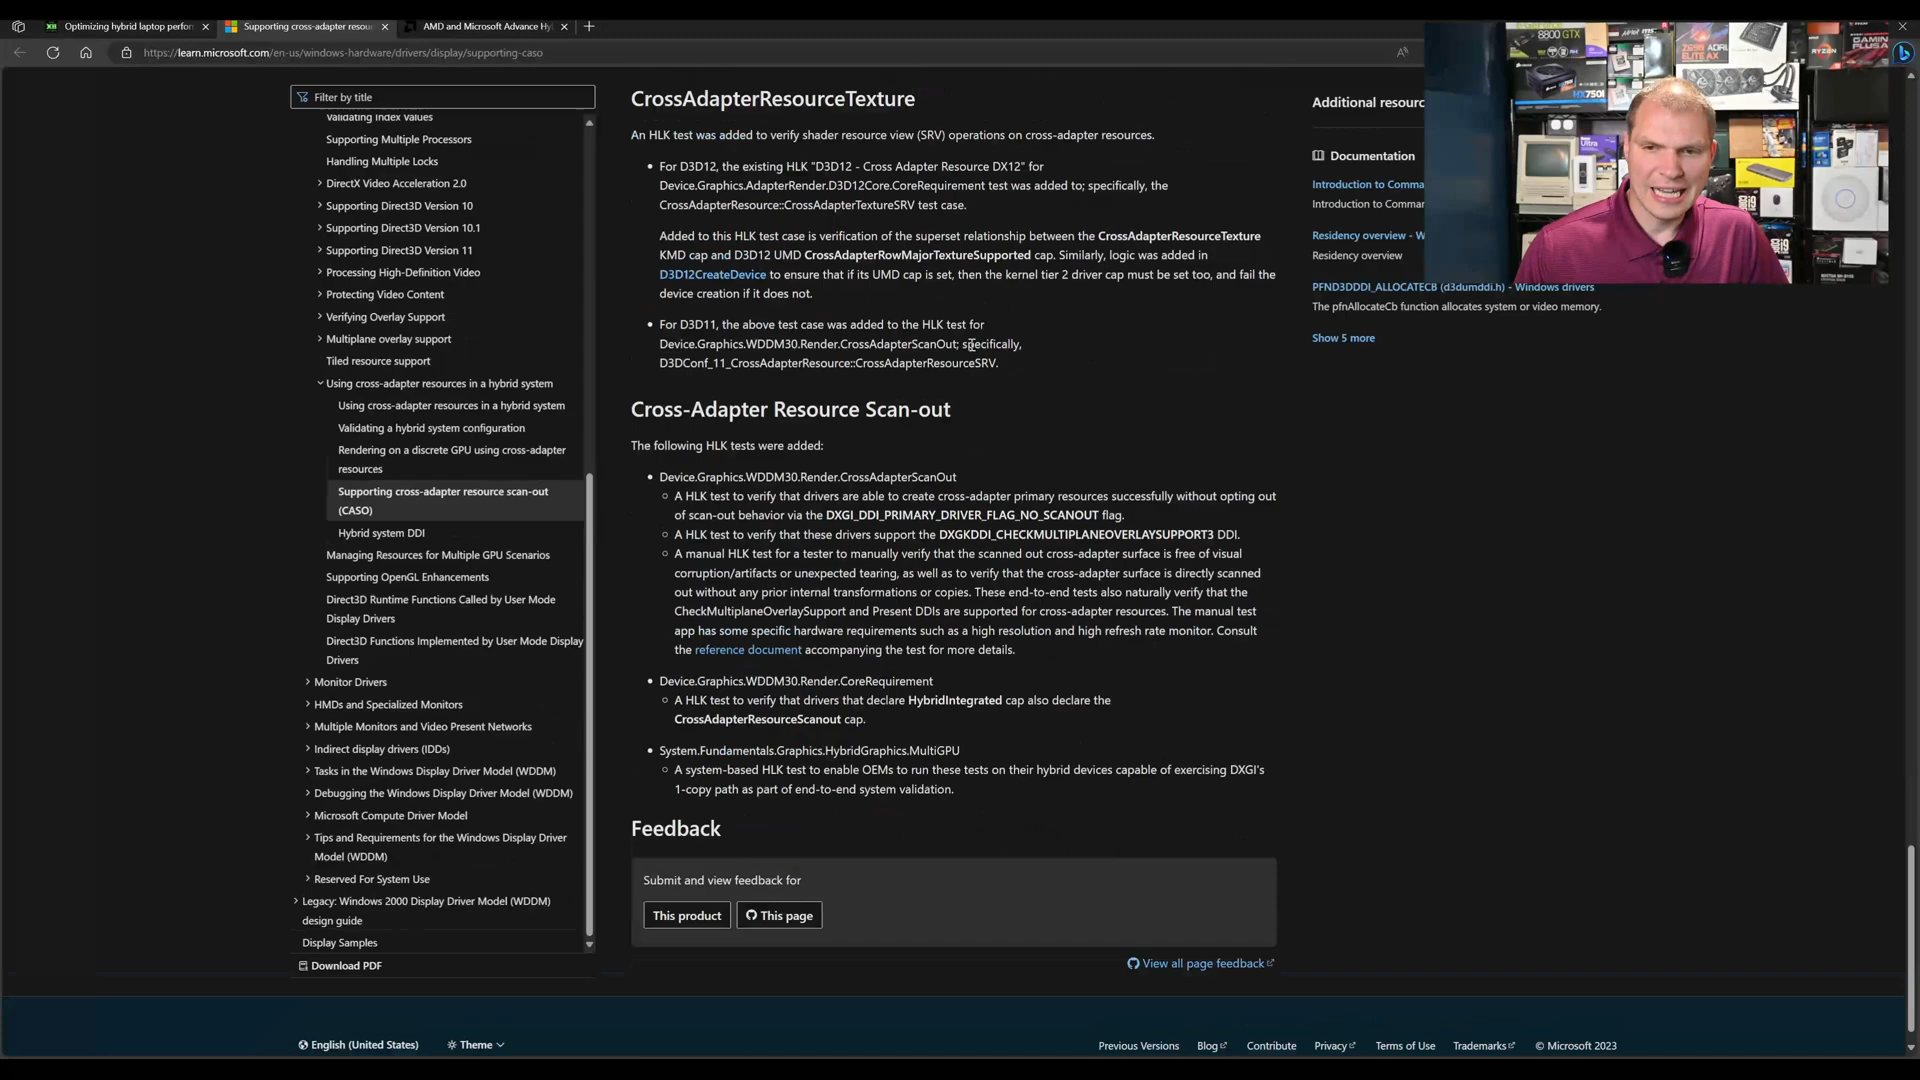 Optimizing hybrid laptop perfor
Supporting cross-adapter resou
AMD and Microsoft Advance Hy
https://learn.microsoft.com/en-us/windows-hardware/drivers/display/supporting-caso
Filter by title
Validating Index Values
Supporting Multiple Processors
Handling Multiple Locks
DirectX Video Acceleration 2.0
Supporting Direct3D Version 10
Supporting Direct3D Version 10.1
Supporting Direct3D Version 11
Processing High-Definition Video
Protecting Video Content
Verifying Overlay Support
Multiplane overlay support
Tiled resource support
Using cross-adapter resources in a hybrid system
Using cross-adapter resources in a hybrid system
Validating a hybrid system configuration
Rendering on a discrete GPU using cross-adapter
resources
Supporting cross-adapter resource scan-out
(CASO)
Hybrid system DDI
Managing Resources for Multiple GPU Scenarios
Supporting OpenGL Enhancements
Direct3D Runtime Functions Called by User Mode
Display Drivers
Direct3D Functions Implemented by User Mode Display
Drivers
Monitor Drivers
HMDs and Specialized Monitors
Multiple Monitors and Video Present Networks
Indirect display drivers (IDDs)
Tasks in the Windows Display Driver Model (WDDM)
Debugging the Windows Display Driver Model (WDDM)
Microsoft Compute Driver Model
Tips and Requirements for the Windows Display Driver
Model (WDDM)
Reserved For System Use
Legacy: Windows 2000 Display Driver Model (WDDM)
design guide
Display Samples
Download PDF
CrossAdapterResourceTexture
An HLK test was added to verify shader resource view (SRV) operations on cross-adapter resources.
For D3D12, the existing HLK "D3D12 - Cross Adapter Resource DX12" for
Device.Graphics.AdapterRender.D3D12Core.CoreRequirement test was added to; specifically, the
CrossAdapterResource::CrossAdapterTextureSRV test case.
Added to this HLK test case is verification of the superset relationship between the CrossAdapterResourceTexture
KMD cap and D3D12 UMD CrossAdapterRowMajorTextureSupported cap. Similarly, logic was added in
D3D12CreateDevice to ensure that if its UMD cap is set, then the kernel tier 2 driver cap must be set too, and fail the
device creation if it does not.
For D3D11, the above test case was added to the HLK test for
Device.Graphics.WDDM30.Render.CrossAdapterScanOut; specifically,
D3DConf_11_CrossAdapterResource::CrossAdapterResourceSRV.
Cross-Adapter Resource Scan-out
The following HLK tests were added:
Device.Graphics.WDDM30.Render.CrossAdapterScanOut
A HLK test to verify that drivers are able to create cross-adapter primary resources successfully without opting out
of scan-out behavior via the DXGI_DDI_PRIMARY_DRIVER_FLAG_NO_SCANOUT flag.
A HLK test to verify that these drivers support the DXGKDDI_CHECKMULTIPLANEOVERLAYSUPPORT3 DDI.
A manual HLK test for a tester to manually verify that the scanned out cross-adapter surface is free of visual
corruption/artifacts or unexpected tearing, as well as to verify that the cross-adapter surface is directly scanned
out without any prior internal transformations or copies. These end-to-end tests also naturally verify that the
CheckMultiplaneOverlaySupport and Present DDIs are supported for cross-adapter resources. The manual test
app has some specific hardware requirements such as a high resolution and high refresh rate monitor. Consult
the reference document accompanying the test for more details.
Device.Graphics.WDDM30.Render.CoreRequirement
A HLK test to verify that drivers that declare HybridIntegrated cap also declare the
CrossAdapterResourceScanout cap.
System.Fundamentals.Graphics.HybridGraphics.MultiGPU
A system-based HLK test to enable OEMs to run these tests on their hybrid devices capable of exercising DXGI's
1-copy path as part of end-to-end system validation.
Feedback
Submit and view feedback for
This product
This page
View all page feedback
Additional resourc
Documentation
Introduction to Comma
Introduction to Comman
Residency overview - W
Residency overview
PFND3DDDI_ALLOCATECB (d3dumddi.h) - Windows drivers
The pfnAllocateCb function allocates system or video memory.
Show 5 more
8800 GTX
HX750i
Z690 AORU
ELITE AX
Ultra
RYZEN
GAMING
English (United States)
Theme
Previous Versions
Blog
Contribute
Privacy
Terms of Use
Trademarks
© Microsoft 2023